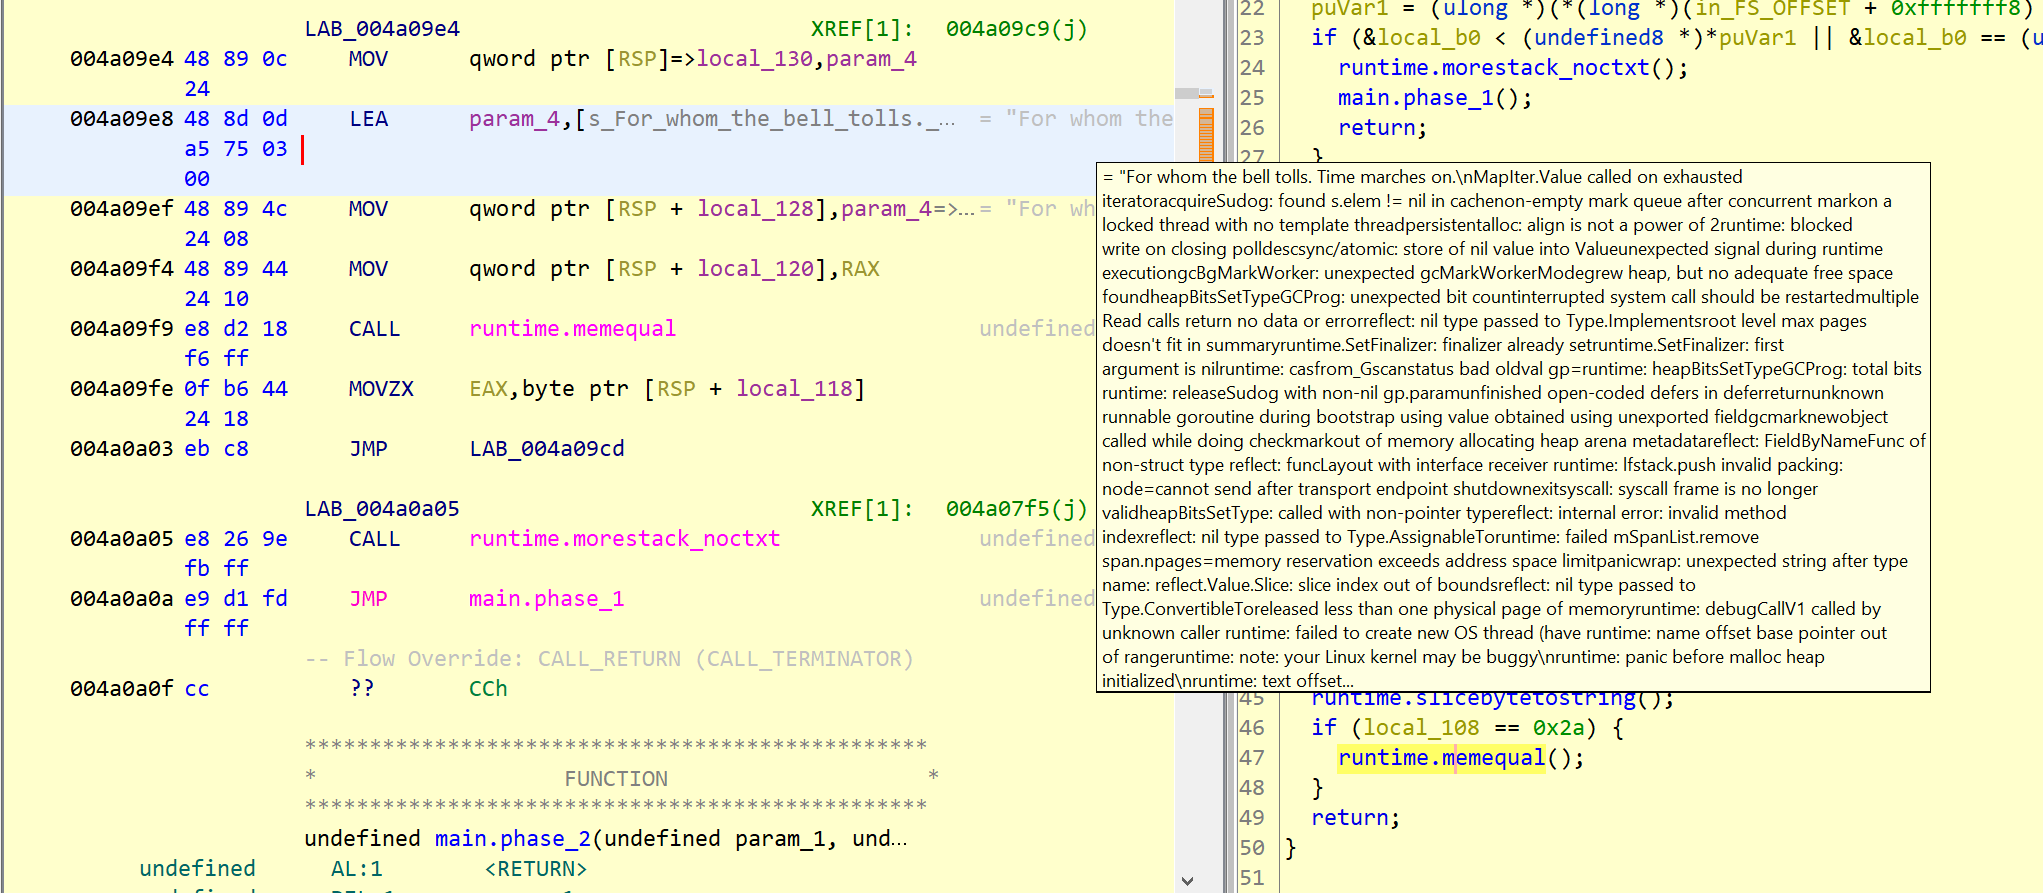 LAB_004a09e4 XREF[1]: 004a09c9(j)
004a09e4 48 89 0c MOV qword ptr [RSP]=>local_130,param_4
24
004a09e8 48 8d 0d LEA param_4,[s_For_whom_the_bell_tolls._... = "For whom the
a5 75 03
00
004a09ef 48 89 4c MOV qword ptr [RSP + local_128],param_4=>... = "For wh
24 08
004a09f4 48 89 44 MOV qword ptr [RSP + local_120],RAX
24 10
004a09f9 e8 d2 18 CALL runtime.memequal undefined
f6 ff
004a09fe 0f b6 44 MOVZX EAX,byte ptr [RSP + local_118]
24 18
004a0a03 eb c8 JMP LAB_004a09cd
LAB_004a0a05 XREF[1]: 004a07f5(j)
004a0a05 e8 26 9e CALL runtime.morestack_noctxt undefined
fb ff
004a0a0a e9 d1 fd JMP main.phase_1 undefined
ff ff
-- Flow Override: CALL_RETURN (CALL_TERMINATOR)
004a0a0f cc ?? CCh
************************************************
* FUNCTION *
************************************************
undefined main.phase_2(undefined param_1, und...
undefined AL:1 <RETURN>
22 puVar1 = (ulong *)(*(long *)(in_FS_OFFSET + 0xfffffff8)
23 if (&local_b0 < (undefined8 *)*puVar1 || &local_b0 == (u
24 runtime.morestack_noctxt();
25 main.phase_1();
26 return;
27 }
= "For whom the bell tolls. Time marches on.\nMapIter.Value called on exhausted
iteratoracquireSudog: found s.elem != nil in cachenon-empty mark queue after concurrent markon a
locked thread with no template threadpersistentalloc: align is not a power of 2runtime: blocked
write on closing polldescsync/atomic: store of nil value into Valueunexpected signal during runtime
executiongcBgMarkWorker: unexpected gcMarkWorkerModegrew heap, but no adequate free space
foundheapBitsSetTypeGCProg: unexpected bit countinterrupted system call should be restartedmultiple
Read calls return no data or errorreflect: nil type passed to Type.Implementsroot level max pages
doesn't fit in summaryruntime.SetFinalizer: finalizer already setruntime.SetFinalizer: first
argument is nilruntime: casfrom_Gscanstatus bad oldval gp=runtime: heapBitsSetTypeGCProg: total bits
runtime: releaseSudog with non-nil gp.paramunfinished open-coded defers in deferreturnunknown
runnable goroutine during bootstrap using value obtained using unexported fieldgcmarknewobject
called while doing checkmarkout of memory allocating heap arena metadatareflect: FieldByNameFunc of
non-struct type reflect: funcLayout with interface receiver runtime: lfstack.push invalid packing:
node=cannot send after transport endpoint shutdownexitsyscall: syscall frame is no longer
validheapBitsSetType: called with non-pointer typereflect: internal error: invalid method
indexreflect: nil type passed to Type.AssignableToruntime: failed mSpanList.remove
span.npages=memory reservation exceeds address space limitpanicwrap: unexpected string after type
name: reflect.Value.Slice: slice index out of boundsreflect: nil type passed to
Type.ConvertibleToreleased less than one physical page of memoryruntime: debugCallV1 called by
unknown caller runtime: failed to create new OS thread (have runtime: name offset base pointer out
of rangeruntime: note: your Linux kernel may be buggy\nruntime: panic before malloc heap
initialized\nruntime: text offset...
45 runtime.slicebytetostring();
46 if (local_108 == 0x2a) {
47 runtime.memequal();
48 }
49 return;
50 }
51